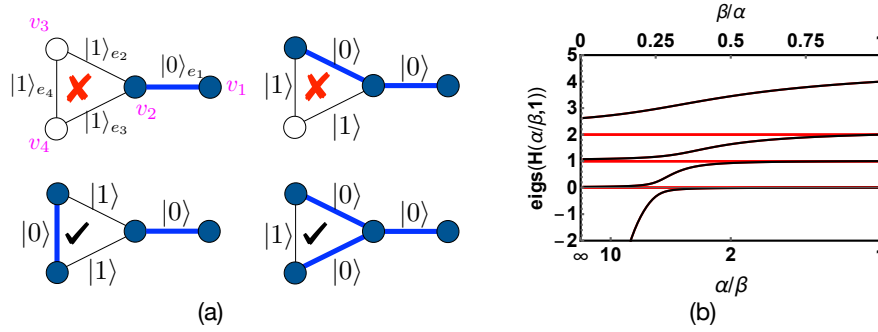 v₃
|1⟩ₑ₂
|0⟩ₑ₁
|1⟩ₑ₄
v₁
v₂
|1⟩ₑ₃
v₄
|0⟩
|0⟩
|1⟩
|1⟩
|1⟩
|0⟩
|0⟩
|1⟩
|0⟩
|0⟩
|1⟩
|0⟩
(a)
β/α
0 0.25 0.5 0.75 1
eigs(H(α/β,1))
5
4
3
2
1
0
−1
−2
∞ 10 2 1
α/β
(b)